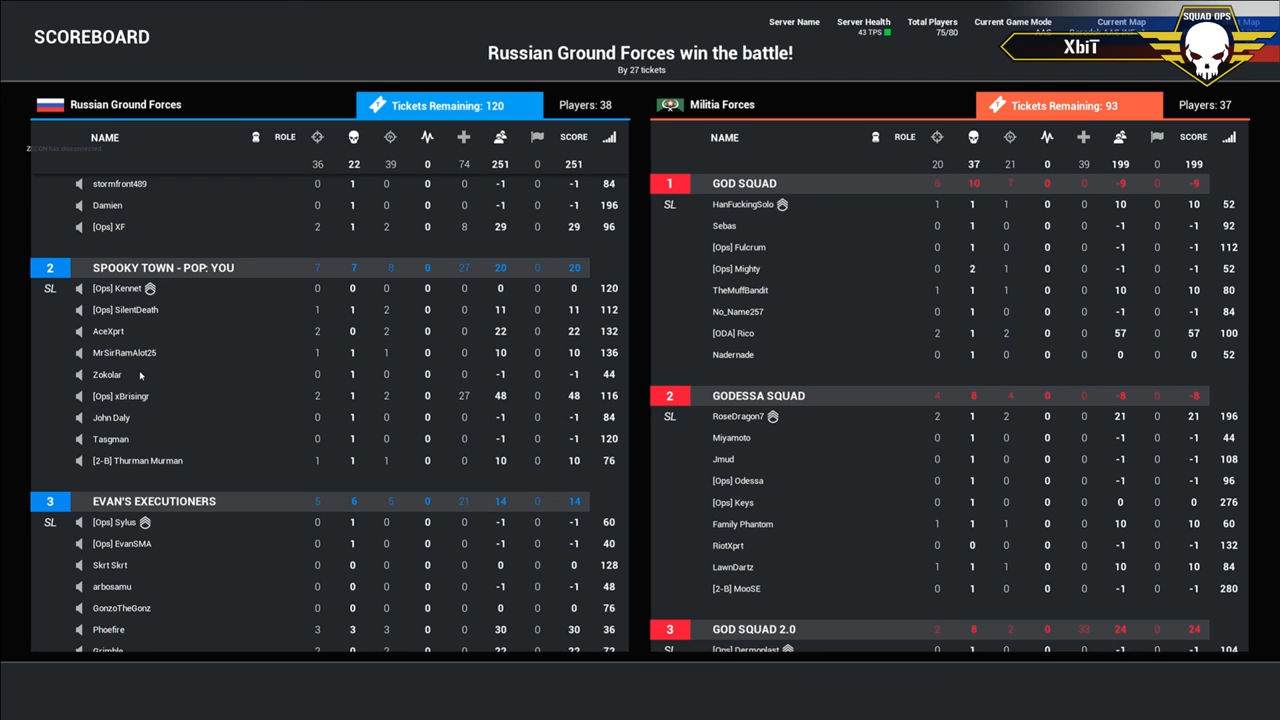 SCOREBOARD
Server Name Server Health Total Players Current Game Mode Current Map
43 TPS 75/80
SQUAD OPS
XbiT
Russian Ground Forces win the battle!
By 27 tickets
Russian Ground Forces Tickets Remaining: 120 Players: 38
NAME ROLE SCORE
36 22 39 0 74 251 251
stormfront489 0 1 0 0 0 -1 0 -1 84
Damien 0 1 0 0 0 -1 0 -1 196
[Ops] XF 2 1 2 0 8 29 0 29 96
2 SPOOKY TOWN - POP: YOU 7 7 8 0 27 20 0 20
SL [Ops] Kennet 0 0 0 0 0 0 0 0 120
[Ops] SilentDeath 1 1 2 0 0 11 0 11 112
AceXprt 2 0 2 0 0 22 0 22 132
MrSirRamAlot25 1 1 1 0 0 10 0 10 136
Zokolar 0 1 0 0 0 -1 0 -1 44
[Ops] xBrisingr 2 1 2 0 27 48 0 48 116
John Daly 0 1 0 0 0 -1 0 -1 84
Tasgman 0 1 0 0 0 -1 0 -1 120
[2-B] Thurman Murman 1 1 1 0 0 10 0 10 76
3 EVAN'S EXECUTIONERS 5 6 5 0 21 14 0 14
SL [Ops] Sylus 0 1 0 0 0 -1 0 -1 60
[Ops] EvanSMA 0 1 0 0 0 -1 0 -1 40
Skrt Skrt 0 0 0 0 0 0 0 0 128
arbosamu 0 0 0 0 0 -1 0 -1 48
GonzoTheGonz 0 0 0 0 0 0 0 0 76
Phoefire 3 3 3 0 0 30 0 30 36
Grimble 2 0 2 0 0 22 0 22 72
Militia Forces Tickets Remaining: 93 Players: 37
NAME ROLE SCORE
20 37 21 0 39 199 199
1 GOD SQUAD 6 10 7 0 0 -9 0 -9
SL HanFuckingSolo 1 1 1 0 0 10 0 10 52
Sebas 0 1 0 0 0 -1 0 -1 92
[Ops] Fulcrum 0 1 0 0 0 -1 0 -1 112
[Ops] Mighty 0 2 1 0 0 -1 0 -1 52
TheMuffBandit 1 1 1 0 0 10 0 10 80
No_Name257 0 1 0 0 0 -1 0 -1 84
[ODA] Rico 2 1 2 0 0 57 0 57 100
Nadernade 0 1 0 0 0 0 0 0 52
2 GODESSA SQUAD 4 8 4 0 0 -8 0 -8
SL RoseDragon7 2 1 2 0 0 21 0 21 196
Miyamoto 0 1 0 0 0 -1 0 -1 44
Jmud 0 1 0 0 0 -1 0 -1 108
[Ops] Odessa 0 1 0 0 0 -1 0 -1 96
[Ops] Keys 0 1 0 0 0 0 0 0 276
Family Phantom 1 1 1 0 0 10 0 10 60
RiotXprt 0 0 0 0 0 -1 0 -1 132
LawnDartz 1 1 1 0 0 10 0 10 84
[2-B] MooSE 0 1 0 0 0 -1 0 -1 280
3 GOD SQUAD 2.0 2 8 2 0 33 24 0 24
SL [Ops] Dermoplast 0 1 0 0 0 -1 0 -1 104